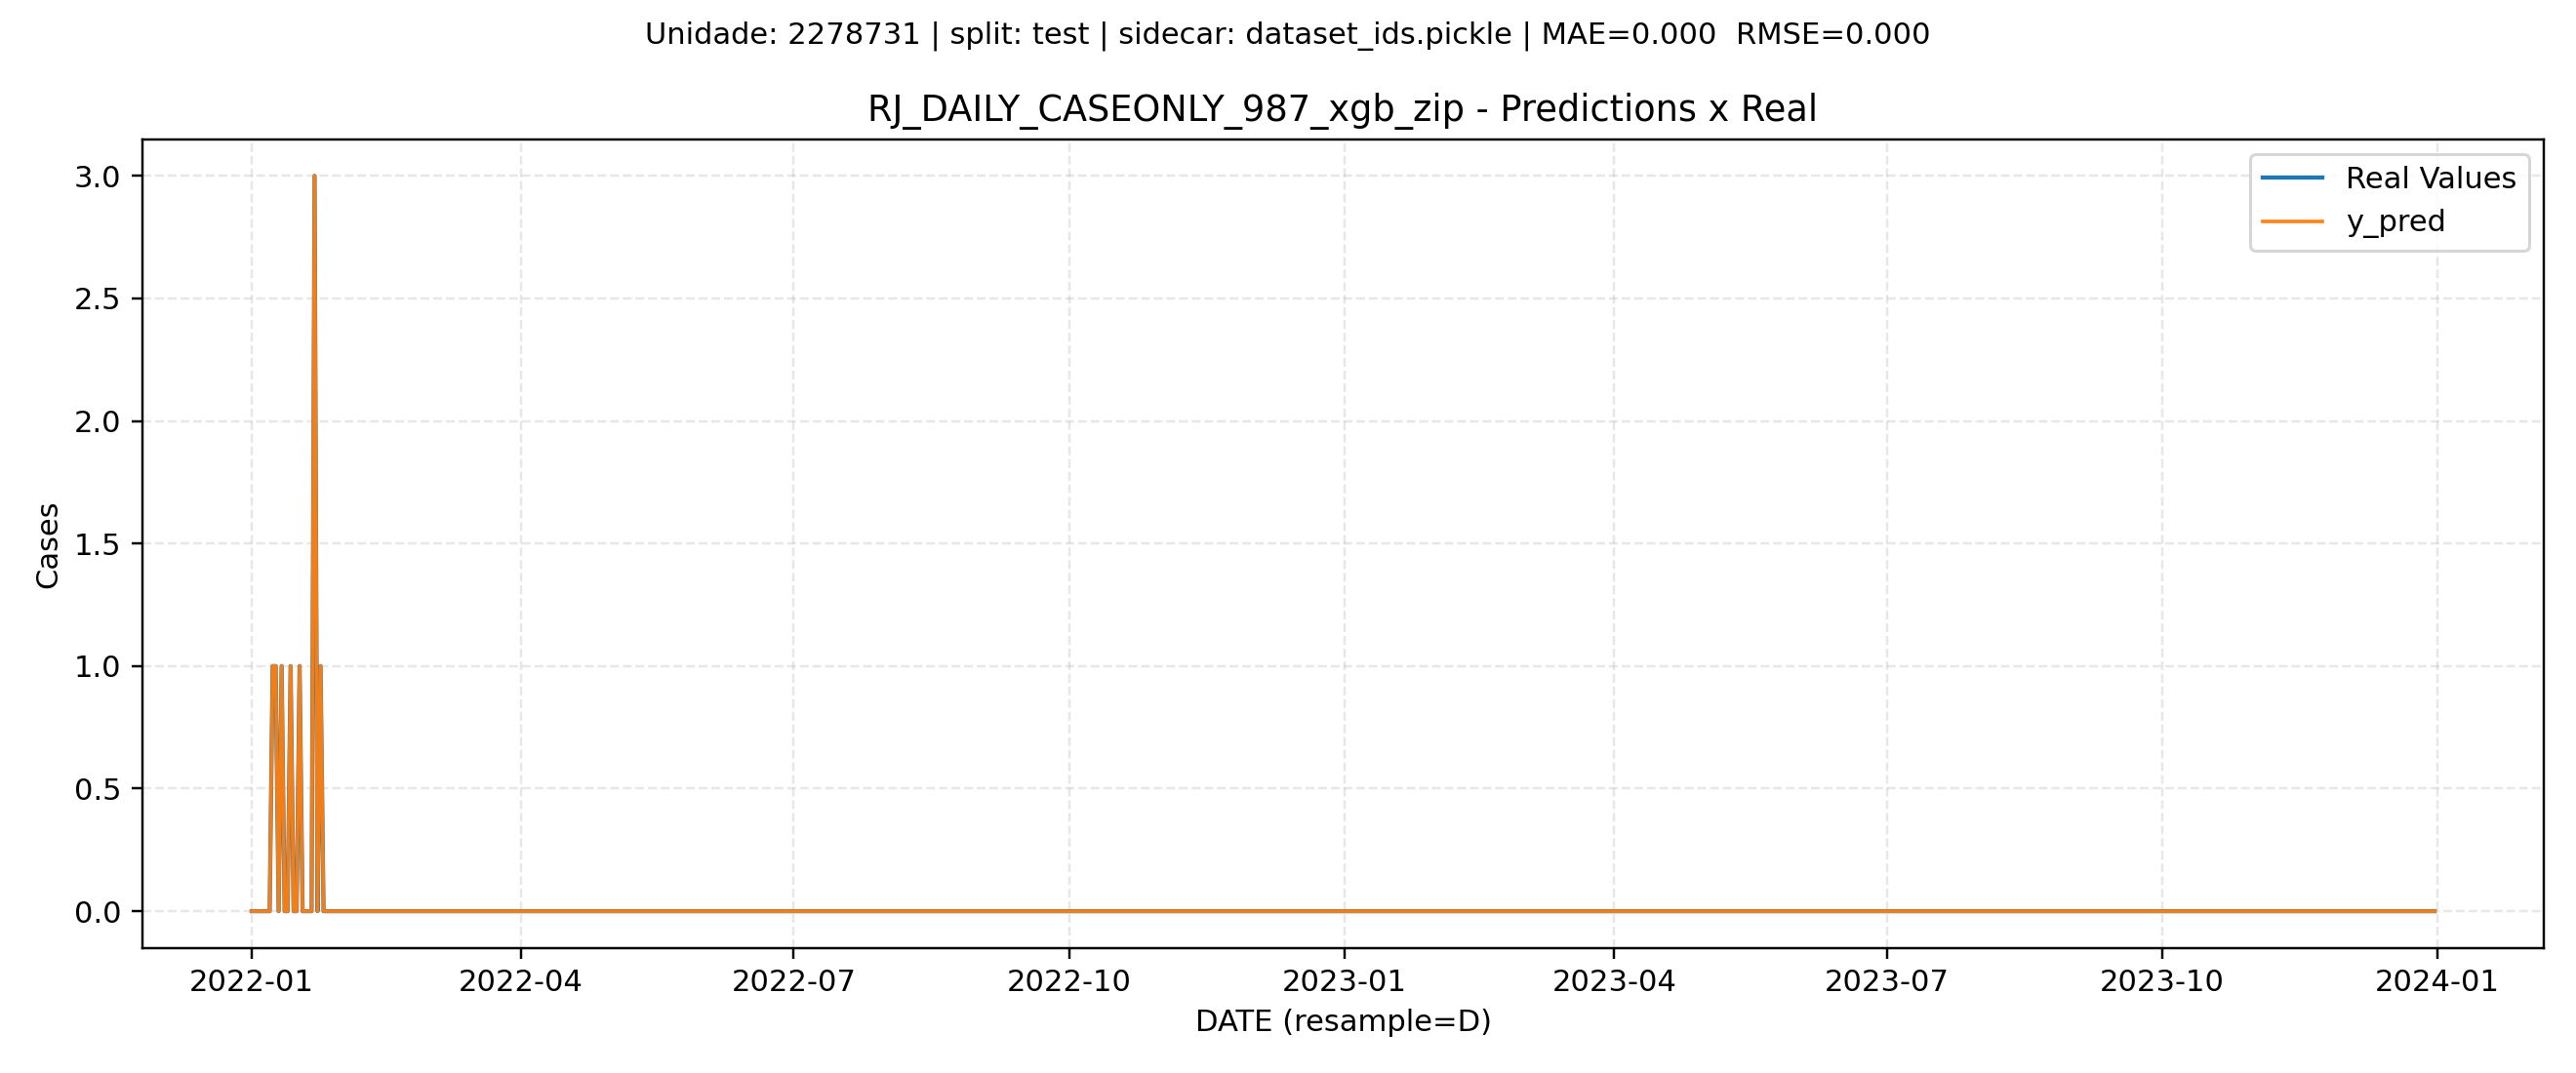 Unidade: 2278731 | split: test | sidecar: dataset_ids.pickle | MAE=0.000  RMSE=0.000
RJ_DAILY_CASEONLY_987_xgb_zip - Predictions x Real
Real Values
y_pred
Cases
3.0
2.5
2.0
1.5
1.0
0.5
0.0
2022-01 2022-04 2022-07 2022-10 2023-01 2023-04 2023-07 2023-10 2024-01
DATE (resample=D)